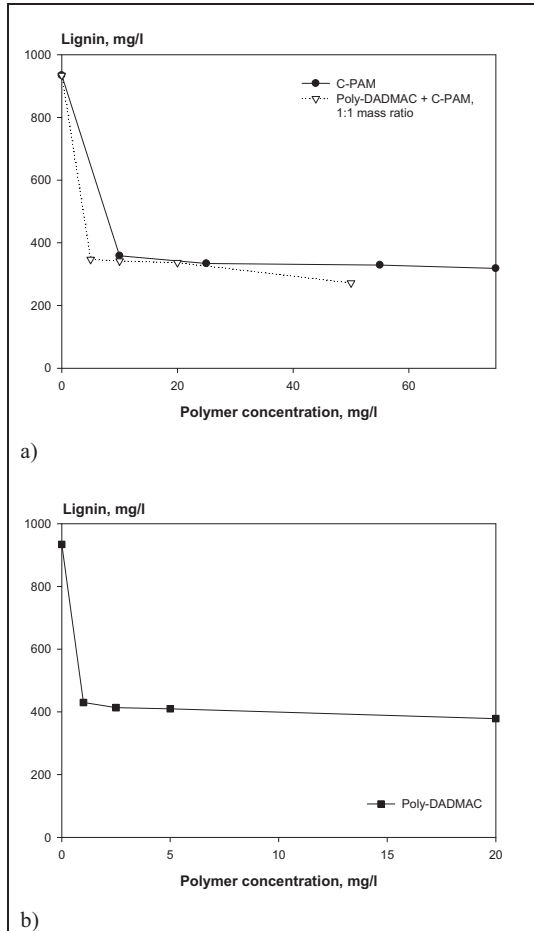 Lignin, mg/l
1000
800
600
400
200
0
C-PAM
Poly-DADMAC + C-PAM,
1:1 mass ratio
0 20 40 60
Polymer concentration, mg/l
a)
Lignin, mg/l
1000
800
600
400
200
0
Poly-DADMAC
0 5 10 15 20
Polymer concentration, mg/l
b)